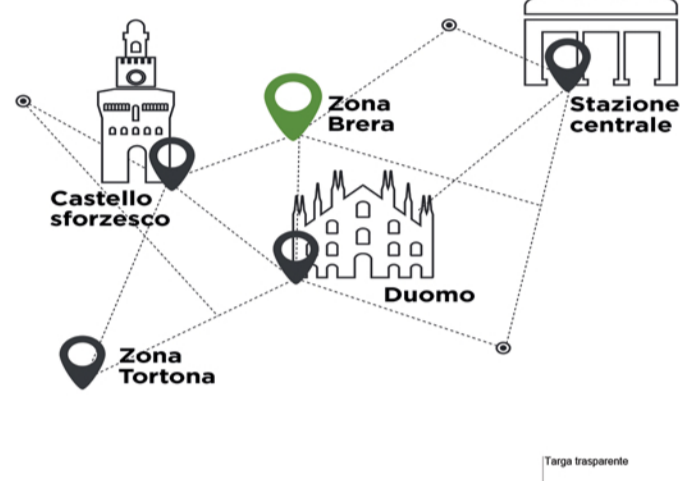 Zona
Brera
Stazione
centrale
Castello
sforzesco
Duomo
Zona
Tortona
Targa trasparente